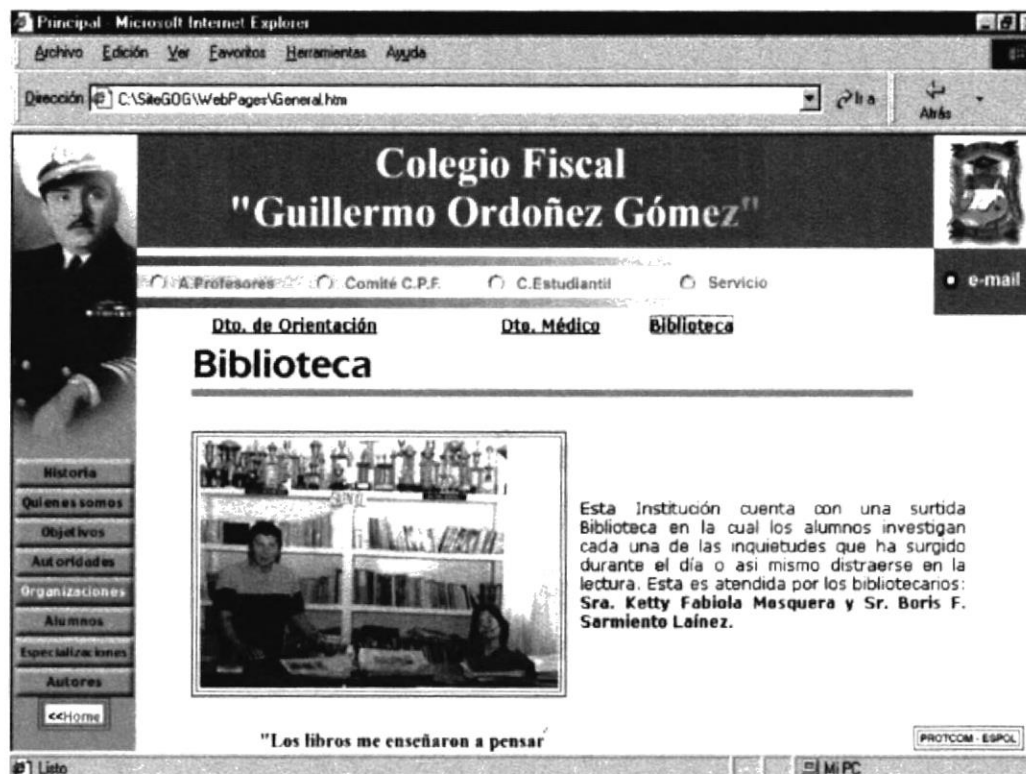 Principal - Microsoft Internet Explorer
Archivo Edición Ver Favoritos Herramientas Ayuda
Dirección C:\SiteGOG\WebPages\General.htm Ir a Atrás
Colegio Fiscal
"Guillermo Ordoñez Gómez"
A.Profesores Comité C.P.F. C.Estudiantil Servicio e-mail
Dto. de Orientación Dto. Médico Biblioteca
Biblioteca
Historia
Quienes somos
Objetivos
Autoridades
Organizaciones
Alumnos
Especializaciones
Autores
<<Home
Esta Institución cuenta con una surtida
Biblioteca en la cual los alumnos investigan
cada una de las inquietudes que ha surgido
durante el día o asi mismo distraerse en la
lectura. Esta es atendida por los bibliotecarios:
Sra. Ketty Fabiola Mosquera y Sr. Boris F.
Sarmiento Laínez.
"Los libros me enseñaron a pensar
PROTCOM - ESPOL
Listo Mi PC